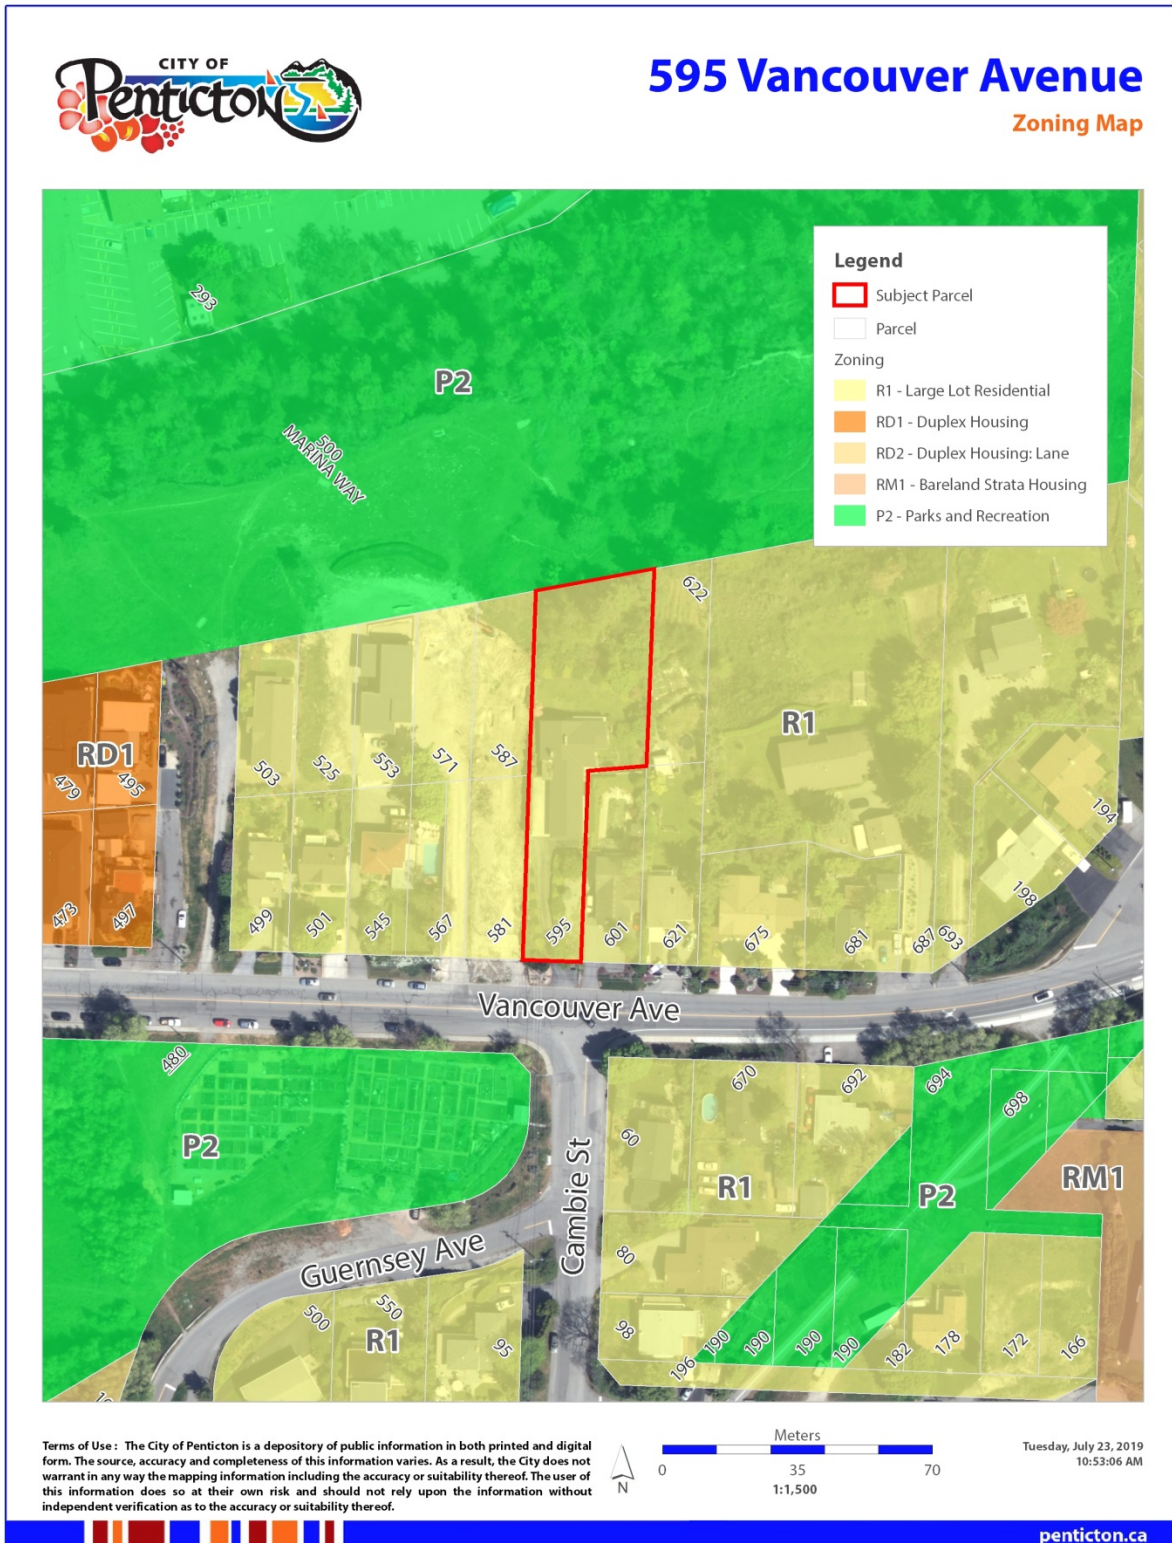 CITY OF
Penticton
595 Vancouver Avenue
Zoning Map
Legend
Subject Parcel
Parcel
Zoning
R1 - Large Lot Residential
RD1 - Duplex Housing
RD2 - Duplex Housing: Lane
RM1 - Bareland Strata Housing
P2 - Parks and Recreation
293
P2
500
MARINA WAY
622
R1
RD1
479
495
503
525
553
571
587
194
198
473
497
499
501
545
567
581
595
601
621
675
681
687
693
Vancouver Ave
480
P2
670
692
694
698
60
R1
P2
RM1
Cambie St
Guernsey Ave
80
500
550
R1
95
98
196
190
190
190
190
182
178
172
166
Terms of Use : The City of Penticton is a depository of public information in both printed and digital
form. The source, accuracy and completeness of this information varies. As a result, the City does not
warrant in any way the mapping information including the accuracy or suitability thereof. The user of
this information does so at their own risk and should not rely upon the information without
independent verification as to the accuracy or suitability thereof.
N
Meters
0 35 70
1:1,500
Tuesday, July 23, 2019
10:53:06 AM
penticton.ca